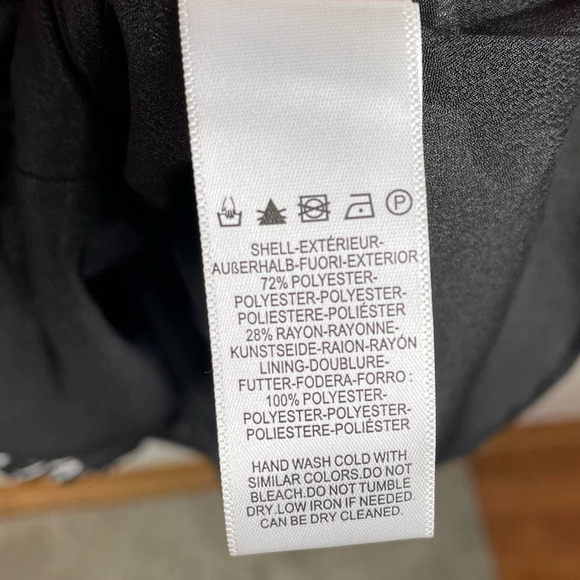 P
SHELL-EXTÉRIEUR-
AUßERHALB-FUORI-EXTERIOR
72% POLYESTER-
POLYESTER-POLYESTER-
POLIESTERE-POLIÉSTER
28% RAYON-RAYONNE-
KUNSTSEIDE-RAION-RAYÓN
LINING-DOUBLURE-
FUTTER-FODERA-FORRO :
100% POLYESTER-
POLYESTER-POLYESTER-
POLIESTERE-POLIÉSTER
HAND WASH COLD WITH
SIMILAR COLORS.DO NOT
BLEACH.DO NOT TUMBLE
DRY.LOW IRON IF NEEDED.
CAN BE DRY CLEANED.